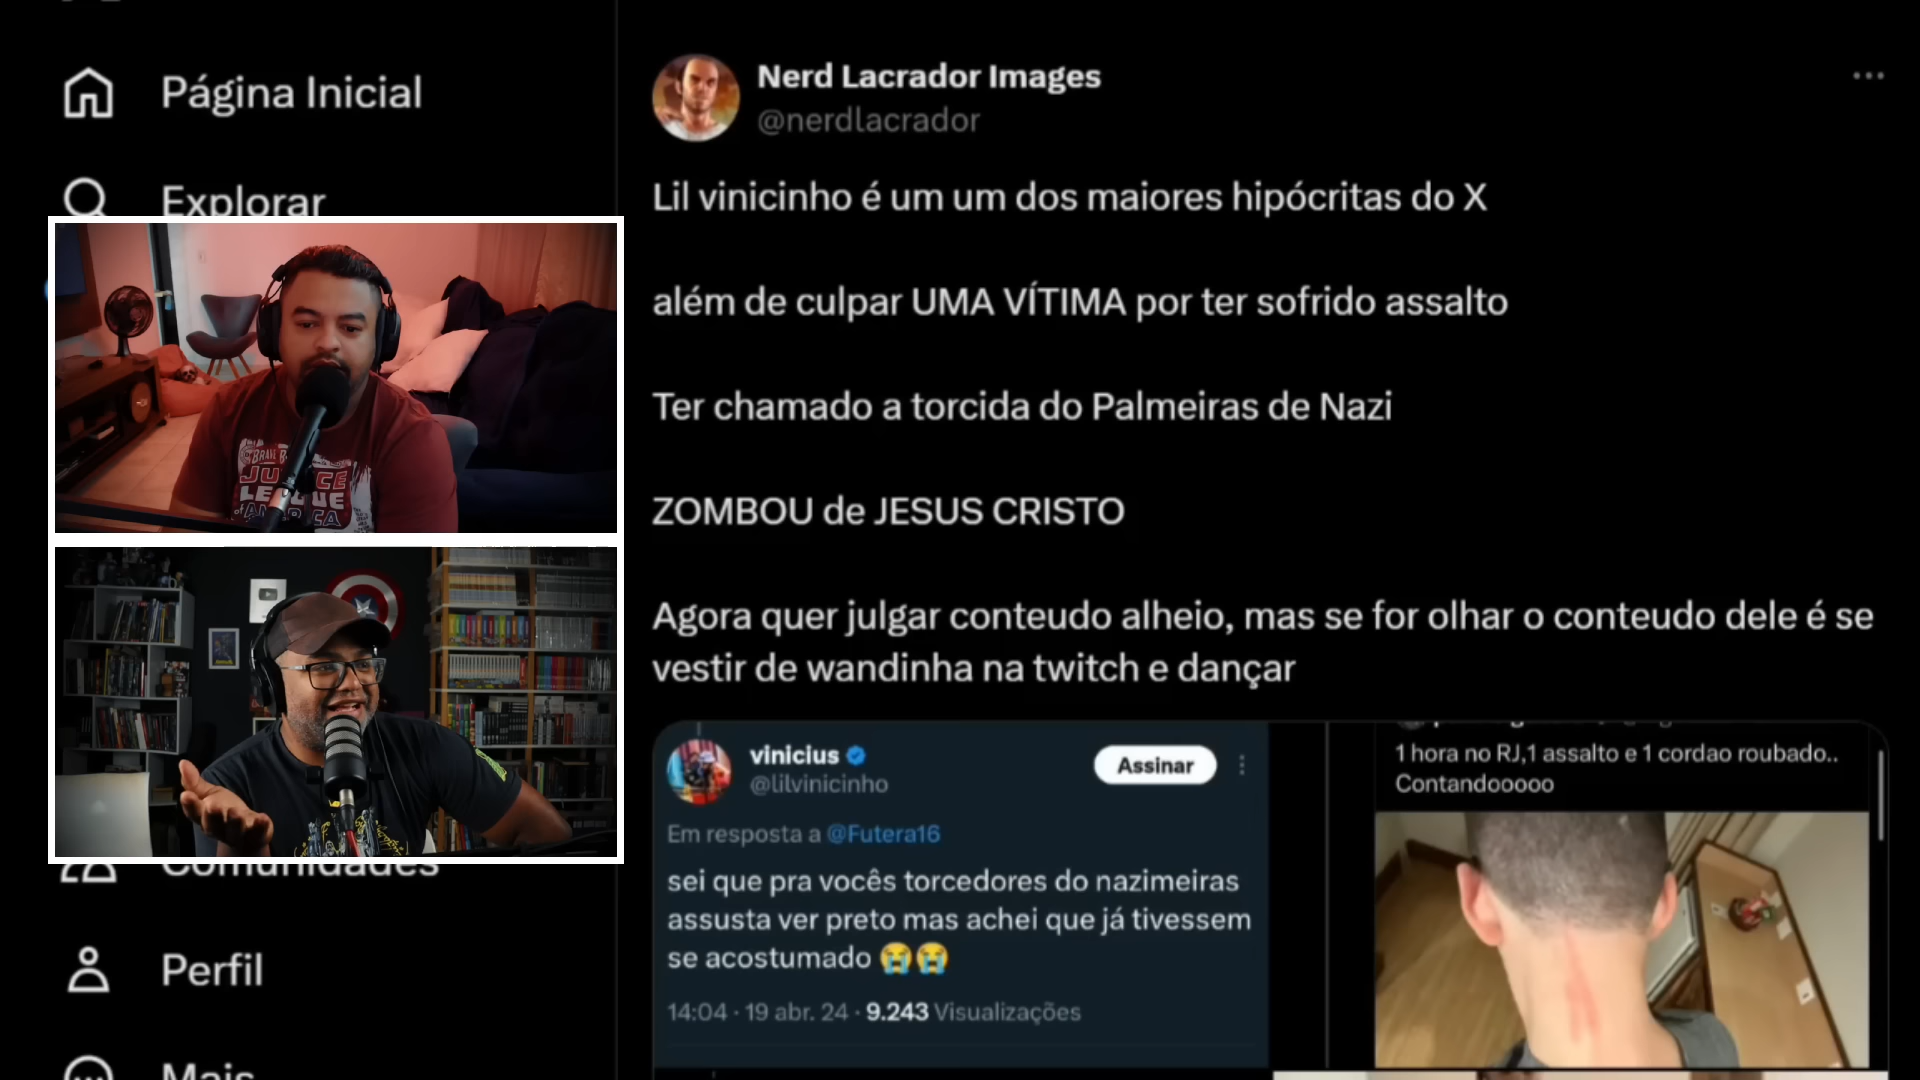 Página Inicial
Explorar
Comunidades
Perfil
Mais
Nerd Lacrador Images
@nerdlacrador
Lil vinicinho é um um dos maiores hipócritas do X
além de culpar UMA VÍTIMA por ter sofrido assalto
Ter chamado a torcida do Palmeiras de Nazi
ZOMBOU de JESUS CRISTO
Agora quer julgar conteudo alheio, mas se for olhar o conteudo dele é se
vestir de wandinha na twitch e dançar
vinicius
@lilvinicinho
Assinar
Em resposta a @Futera16
sei que pra vocês torcedores do nazimeiras
assusta ver preto mas achei que já tivessem
se acostumado 😭😭
14:04 · 19 abr. 24 · 9.243 Visualizações
1 hora no RJ,1 assalto e 1 cordao roubado..
Contandooooo